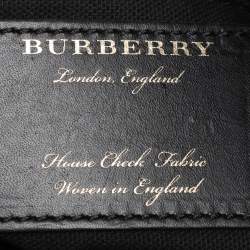 BURBERRY
London, England
House Check Fabric
Woven in England